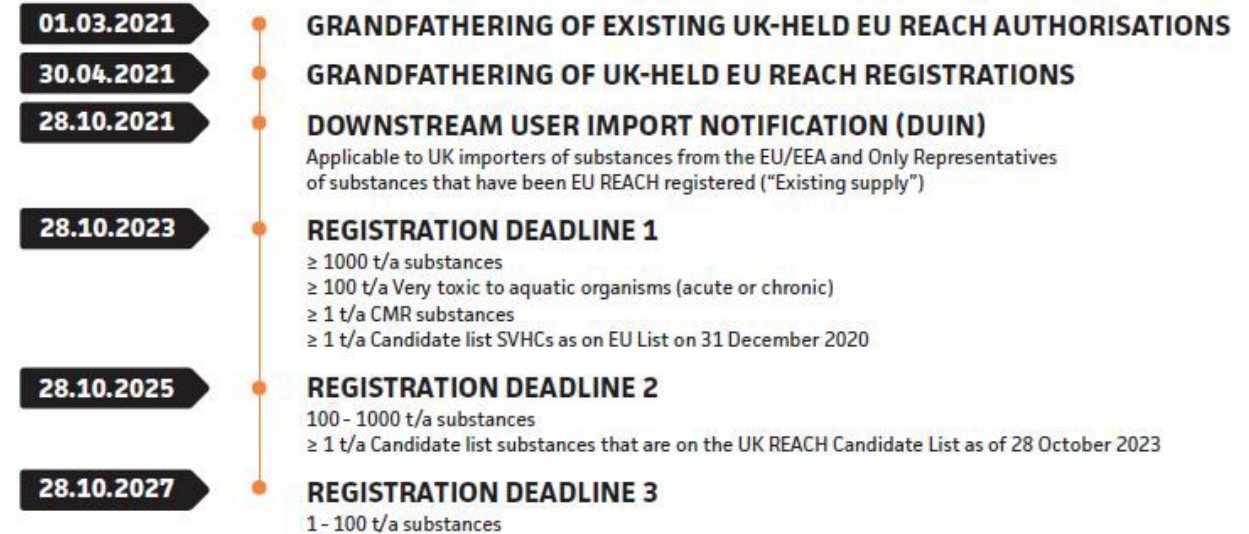 01.03.2021 GRANDFATHERING OF EXISTING UK-HELD EU REACH AUTHORISATIONS
30.04.2021 GRANDFATHERING OF UK-HELD EU REACH REGISTRATIONS
28.10.2021 DOWNSTREAM USER IMPORT NOTIFICATION (DUIN)
Applicable to UK importers of substances from the EU/EEA and Only Representatives
of substances that have been EU REACH registered (“Existing supply”)
28.10.2023 REGISTRATION DEADLINE 1
≥ 1000 t/a substances
≥ 100 t/a Very toxic to aquatic organisms (acute or chronic)
≥ 1 t/a CMR substances
≥ 1 t/a Candidate list SVHCs as on EU List on 31 December 2020
28.10.2025 REGISTRATION DEADLINE 2
100 - 1000 t/a substances
≥ 1 t/a Candidate list substances that are on the UK REACH Candidate List as of 28 October 2023
28.10.2027 REGISTRATION DEADLINE 3
1 - 100 t/a substances